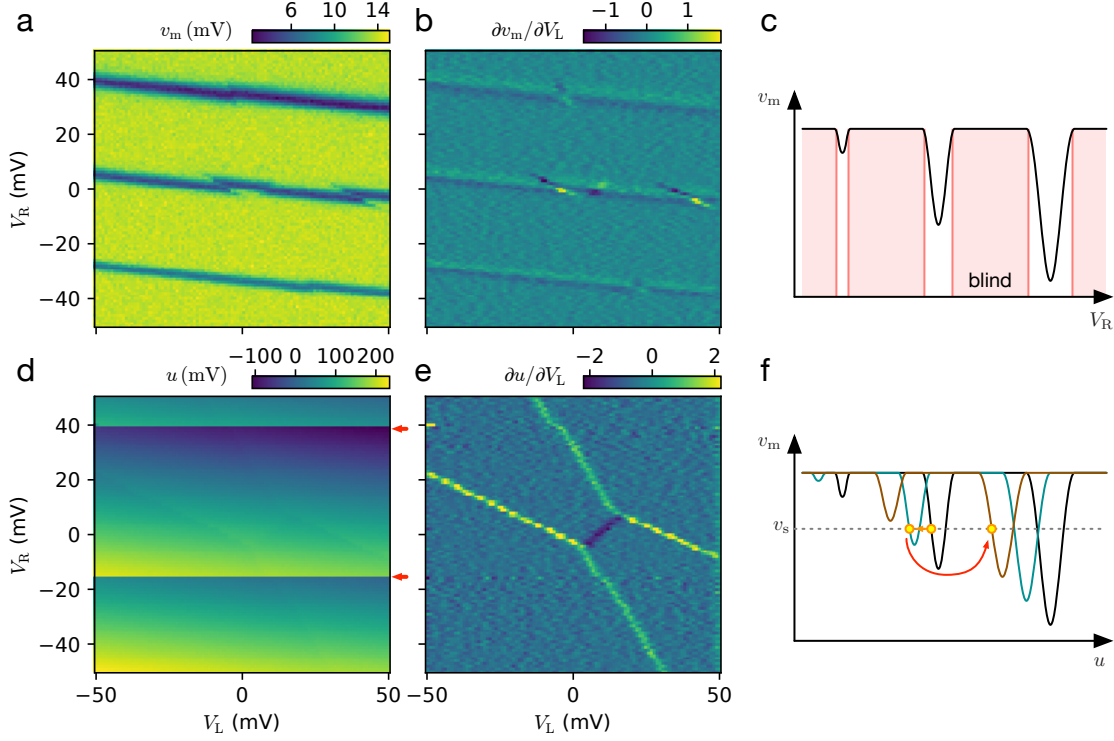 a
v_m (mV)
6 10 14
V_R (mV)
40
20
0
−20
−40
b
∂v_m/∂V_L
−1 0 1
c
v_m
blind
V_R
d
u (mV)
−100 0 100 200
V_R (mV)
40
20
0
−20
−40
−50 0 50
V_L (mV)
e
∂u/∂V_L
−2 0 2
−50 0 50
V_L (mV)
f
v_m
v_s
u